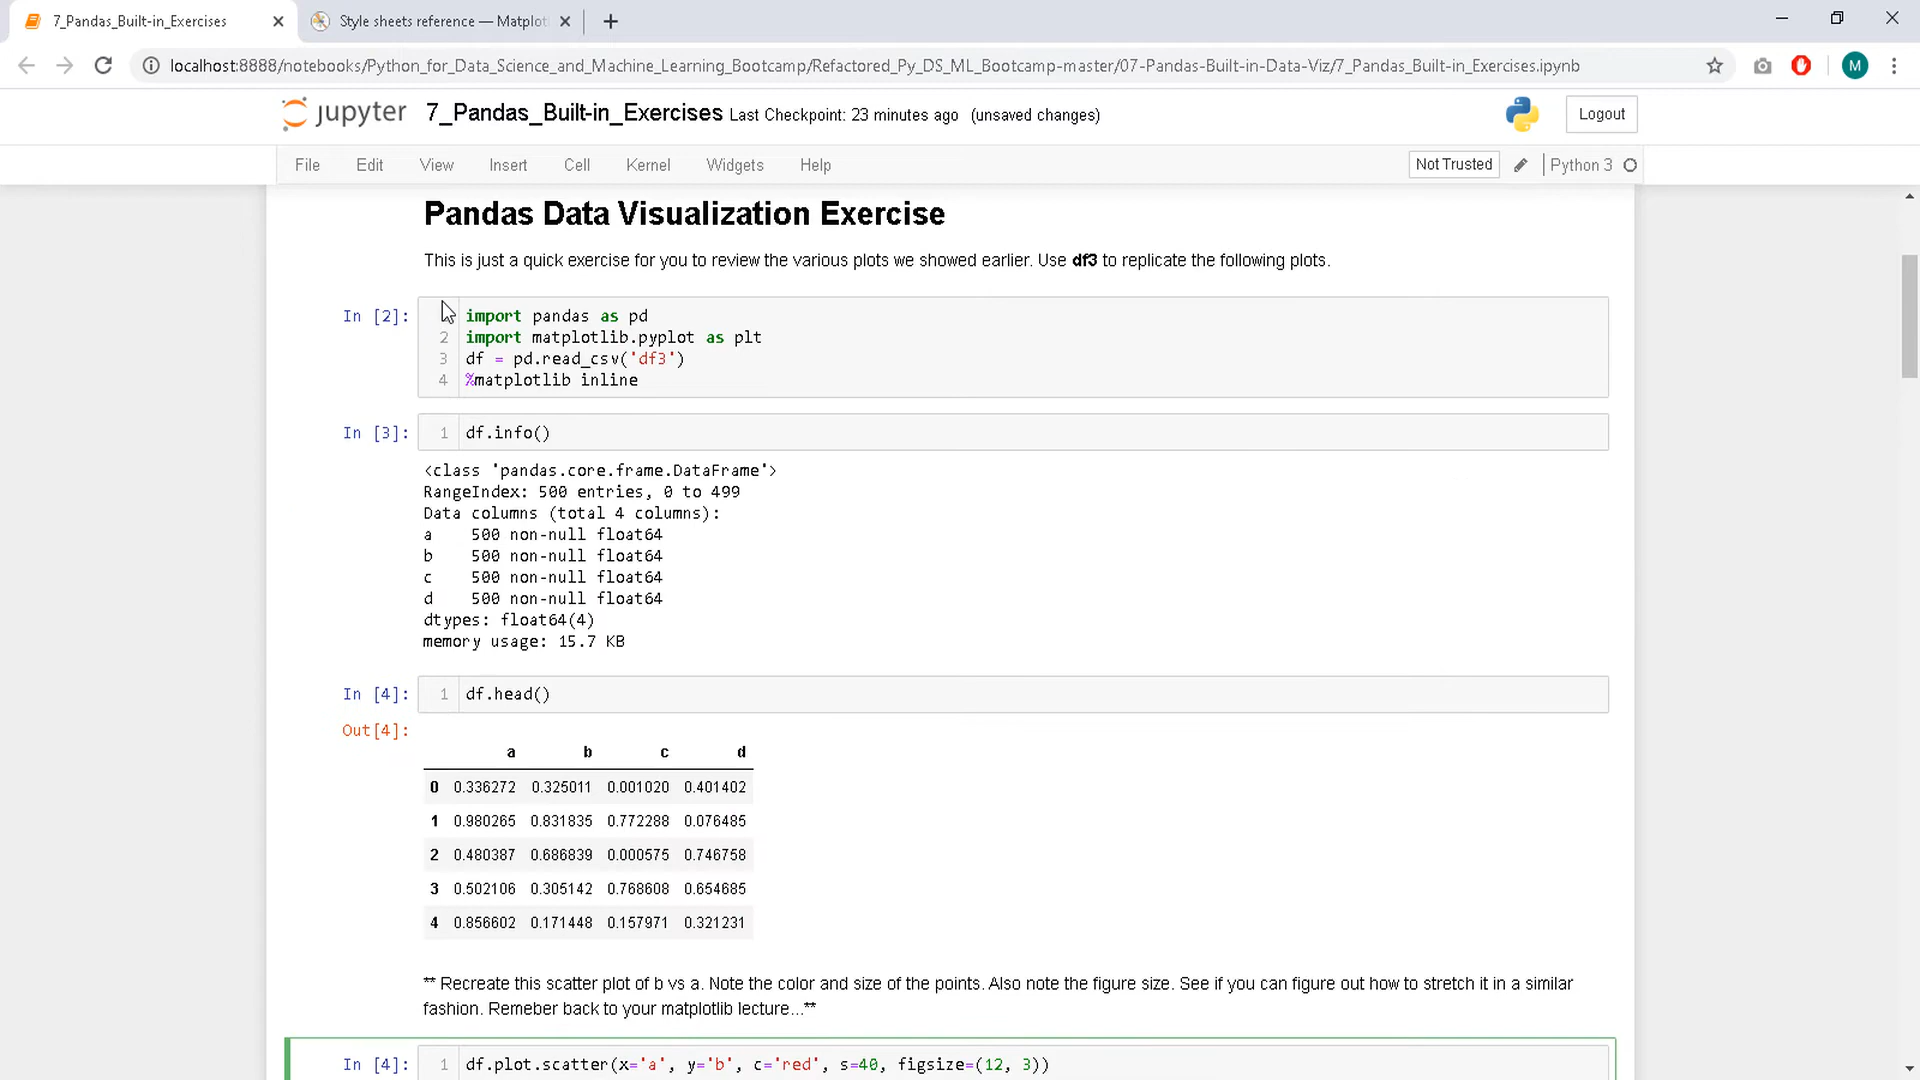 7_Pandas_Built-in_Exercises
Style sheets reference — Matplot
localhost:8888/notebooks/Python_for_Data_Science_and_Machine_Learning_Bootcamp/Refactored_Py_DS_ML_Bootcamp-master/07-Pandas-Built-in-Data-Viz/7_Pandas_Built-in_Exercises.ipynb
M
jupyter 7_Pandas_Built-in_Exercises Last Checkpoint: 23 minutes ago (unsaved changes)
Logout
File Edit View Insert Cell Kernel Widgets Help
Not Trusted
Python 3
Pandas Data Visualization Exercise
This is just a quick exercise for you to review the various plots we showed earlier. Use df3 to replicate the following plots.
In [2]: import pandas as pd
2 import matplotlib.pyplot as plt
3 df = pd.read_csv('df3')
4 %matplotlib inline
In [3]: 1 df.info()
<class 'pandas.core.frame.DataFrame'>
RangeIndex: 500 entries, 0 to 499
Data columns (total 4 columns):
a 500 non-null float64
b 500 non-null float64
c 500 non-null float64
d 500 non-null float64
dtypes: float64(4)
memory usage: 15.7 KB
In [4]: 1 df.head()
Out[4]:
a b c d
0 0.336272 0.325011 0.001020 0.401402
1 0.980265 0.831835 0.772288 0.076485
2 0.480387 0.686839 0.000575 0.746758
3 0.502106 0.305142 0.768608 0.654685
4 0.856602 0.171448 0.157971 0.321231
** Recreate this scatter plot of b vs a. Note the color and size of the points. Also note the figure size. See if you can figure out how to stretch it in a similar
fashion. Remeber back to your matplotlib lecture...**
In [4]: 1 df.plot.scatter(x='a', y='b', c='red', s=40, figsize=(12, 3))